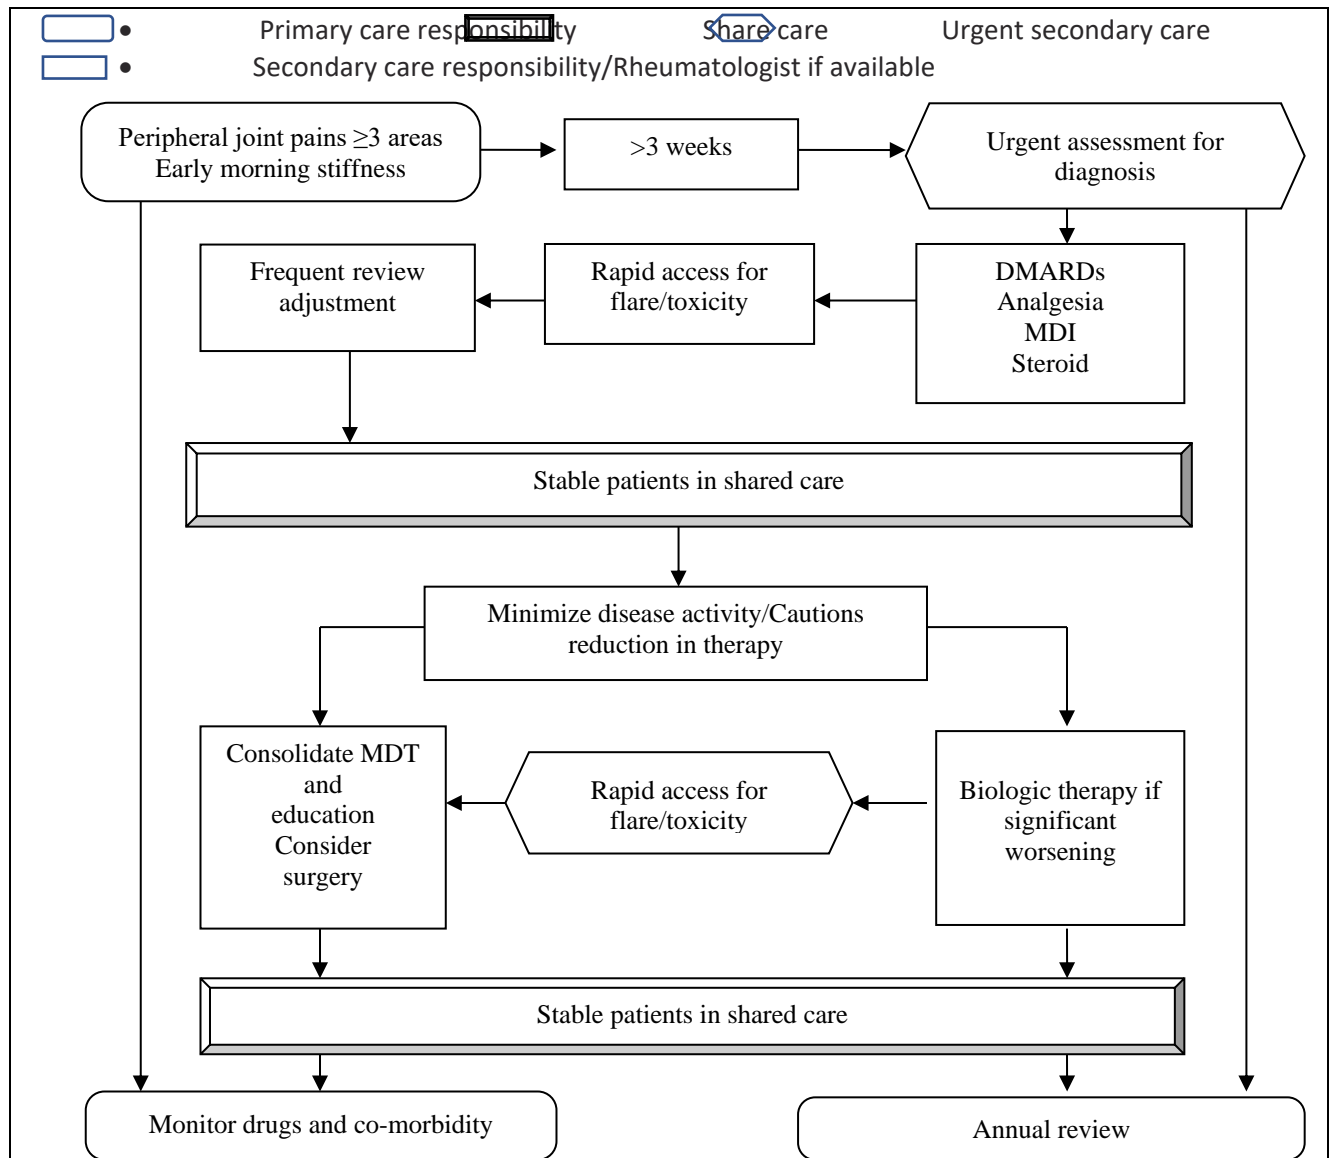 • Primary care responsibility Share care Urgent secondary care
• Secondary care responsibility/Rheumatologist if available
Peripheral joint pains ≥3 areas
Early morning stiffness
>3 weeks
Urgent assessment for
diagnosis
Frequent review
adjustment
Rapid access for
flare/toxicity
DMARDs
Analgesia
MDI
Steroid
Stable patients in shared care
Minimize disease activity/Cautions
reduction in therapy
Consolidate MDT
and
education
Consider
surgery
Rapid access for
flare/toxicity
Biologic therapy if
significant
worsening
Stable patients in shared care
Monitor drugs and co-morbidity
Annual review